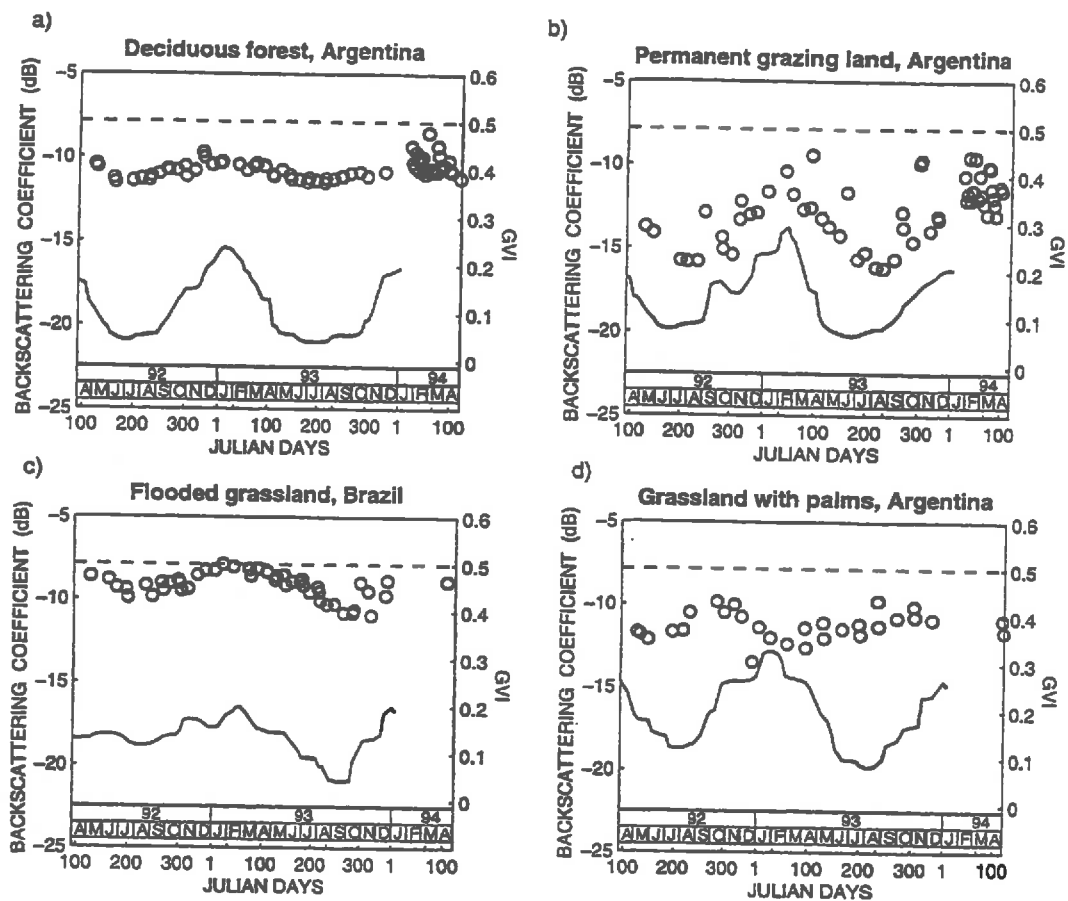 a)
Deciduous forest, Argentina
BACKSCATTERING COEFFICIENT (dB)
−5
−10
−15
−20
−25
0.6
0.5
0.4
0.3
0.2
0.1
0
GVI
92 93 94
A M J J A S O N D J F M A M J J A S O N D J F M A
100 200 300 1 100 200 300 1 100
JULIAN DAYS
b)
Permanent grazing land, Argentina
BACKSCATTERING COEFFICIENT (dB)
−5
−10
−15
−20
−25
0.6
0.5
0.4
0.3
0.2
0.1
0
GVI
92 93 94
A M J J A S O N D J F M A M J J A S O N D J F M A
100 200 300 1 100 200 300 1 100
JULIAN DAYS
c)
Flooded grassland, Brazil
BACKSCATTERING COEFFICIENT (dB)
−5
−10
−15
−20
−25
0.6
0.5
0.4
0.3
0.2
0.1
0
GVI
92 93 94
A M J J A S O N D J F M A M J J A S O N D J F M A
100 200 300 1 100 200 300 1 100
JULIAN DAYS
d)
Grassland with palms, Argentina
BACKSCATTERING COEFFICIENT (dB)
−5
−10
−15
−20
−25
0.6
0.5
0.4
0.3
0.2
0.1
0
GVI
92 93 94
A M J J A S O N D J F M A M J J A S O N D J F M A
100 200 300 1 100 200 300 1 100
JULIAN DAYS